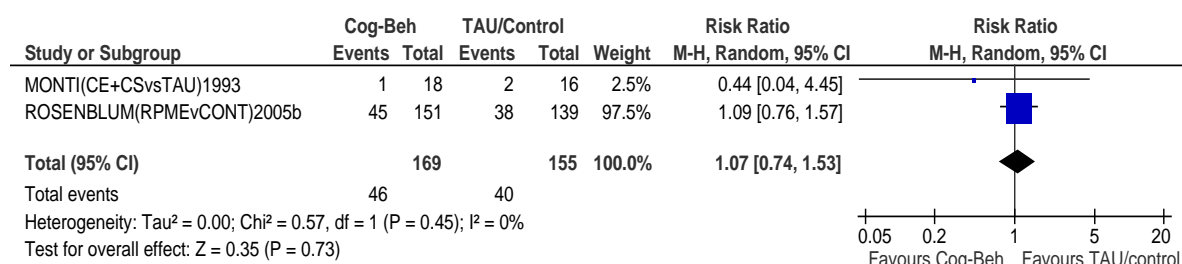 Cog-Beh TAU/Control Risk Ratio Risk Ratio
Study or Subgroup Events Total Events Total Weight M-H, Random, 95% CI M-H, Random, 95% CI
MONTI(CE+CSvsTAU)1993 1 18 2 16 2.5% 0.44 [0.04, 4.45]
ROSENBLUM(RPMEvCONT)2005b 45 151 38 139 97.5% 1.09 [0.76, 1.57]
Total (95% CI) 169 155 100.0% 1.07 [0.74, 1.53]
Total events 46 40
Heterogeneity: Tau² = 0.00; Chi² = 0.57, df = 1 (P = 0.45); I² = 0%
Test for overall effect: Z = 0.35 (P = 0.73)
0.05 0.2 1 5 20
Favours Cog-Beh Favours TAU/control